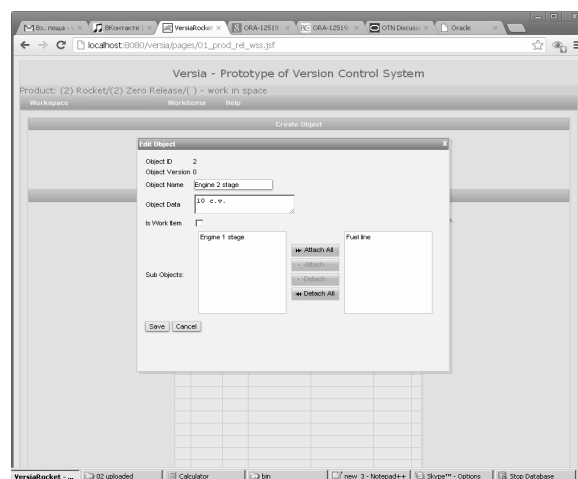 Вх. поща - v
ВКонтакте |
VersiaRocket
ORA-12519 -
ORA-12519:
OTN Discussi
Oracle
localhost:8080/versia/pages/01_prod_rel_wss.jsf
Versia - Prototype of Version Control System
Product: (2) Rocket/(2) Zero Release/( ) - work in space
Workspace Workitems Help
Create Object
Edit Object x
Object ID 2
Object Version 0
Object Name Engine 2 stage
Object Data 10 c.v.
Is Work Item
Sub Objects:
Engine 1 stage
Attach All
Attach
Detach
Detach All
Fuel line
Save Cancel
VersiaRocket - ...
02 uploaded
Calculator
bin
new 3 - Notepad++
Skype™ - Options
Stop Database